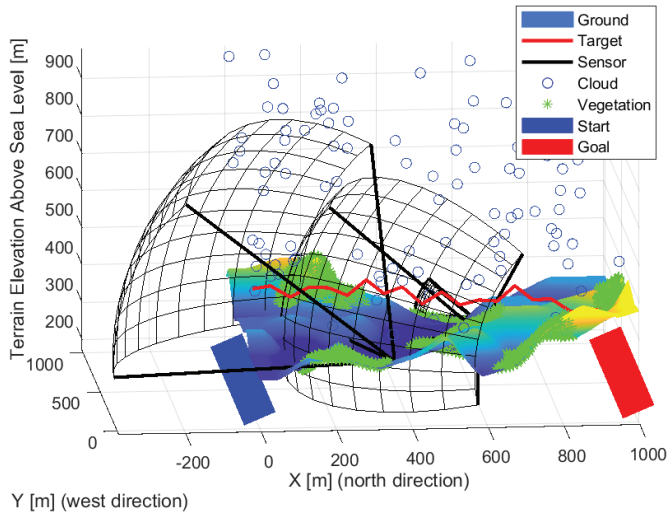 Ground
Target
Sensor
Cloud
Vegetation
Start
Goal
Terrain Elevation Above Sea Level [m]
900
800
700
600
500
400
300
200
1000
500
0
-200
0
200
400
600
800
1000
X [m] (north direction)
Y [m] (west direction)